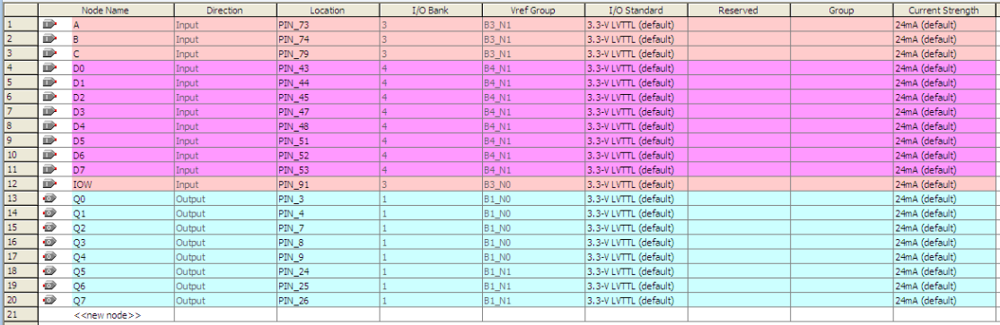 Node Name Direction Location I/O Bank Vref Group I/O Standard Reserved Group Current Strength
1 A Input PIN_73 3 B3_N1 3.3-V LVTTL (default) 24mA (default)
2 B Input PIN_74 3 B3_N1 3.3-V LVTTL (default) 24mA (default)
3 C Input PIN_79 3 B3_N1 3.3-V LVTTL (default) 24mA (default)
4 D0 Input PIN_43 4 B4_N1 3.3-V LVTTL (default) 24mA (default)
5 D1 Input PIN_44 4 B4_N1 3.3-V LVTTL (default) 24mA (default)
6 D2 Input PIN_45 4 B4_N1 3.3-V LVTTL (default) 24mA (default)
7 D3 Input PIN_47 4 B4_N1 3.3-V LVTTL (default) 24mA (default)
8 D4 Input PIN_48 4 B4_N1 3.3-V LVTTL (default) 24mA (default)
9 D5 Input PIN_51 4 B4_N1 3.3-V LVTTL (default) 24mA (default)
10 D6 Input PIN_52 4 B4_N1 3.3-V LVTTL (default) 24mA (default)
11 D7 Input PIN_53 4 B4_N1 3.3-V LVTTL (default) 24mA (default)
12 IOW Input PIN_91 3 B3_N0 3.3-V LVTTL (default) 24mA (default)
13 Q0 Output PIN_3 1 B1_N0 3.3-V LVTTL (default) 24mA (default)
14 Q1 Output PIN_4 1 B1_N0 3.3-V LVTTL (default) 24mA (default)
15 Q2 Output PIN_7 1 B1_N0 3.3-V LVTTL (default) 24mA (default)
16 Q3 Output PIN_8 1 B1_N0 3.3-V LVTTL (default) 24mA (default)
17 Q4 Output PIN_9 1 B1_N0 3.3-V LVTTL (default) 24mA (default)
18 Q5 Output PIN_24 1 B1_N1 3.3-V LVTTL (default) 24mA (default)
19 Q6 Output PIN_25 1 B1_N1 3.3-V LVTTL (default) 24mA (default)
20 Q7 Output PIN_26 1 B1_N1 3.3-V LVTTL (default) 24mA (default)
21 <<new node>>